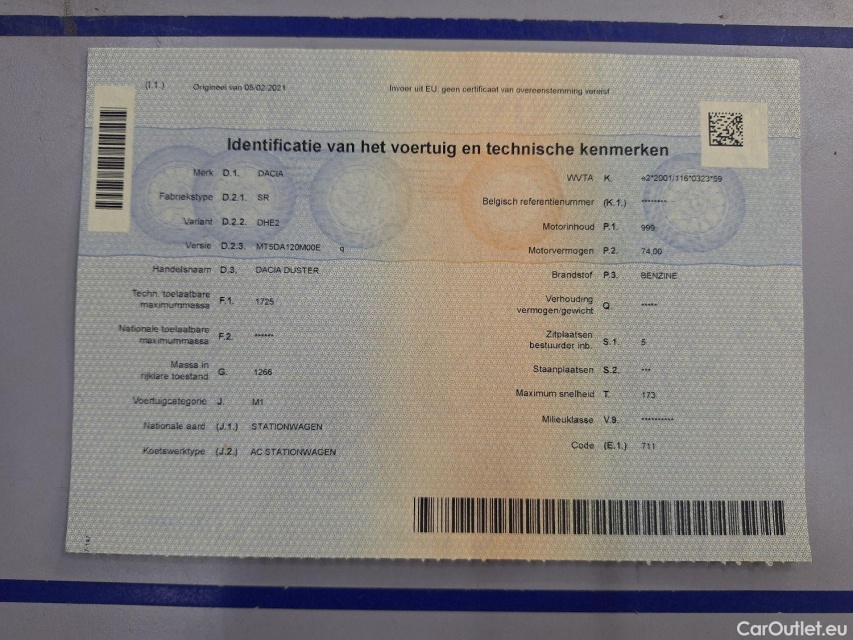 (I.1.) Origineel van 05/02/2021 Invoer uit EU, geen certificaat van overeenstemming vereist
Identificatie van het voertuig en technische kenmerken
Merk D.1. DACIA
Fabriekstype D.2.1. SR
Variant D.2.2. DHE2
Versie D.2.3. MT5DA120M00E q
Handelsnaam D.3. DACIA DUSTER
Techn. toelaatbare
maximummassa F.1. 1725
Nationale toelaatbare
maximummassa F.2. ******
Massa in
rijklare toestand G. 1266
Voertuigcategorie J. M1
Nationale aard (J.1.) STATIONWAGEN
Koetswerktype (J.2.) AC STATIONWAGEN
WVTA K. e2*2001/116*0323*59
Belgisch referentienummer (K.1.) ********
Motorinhoud P.1. 999
Motorvermogen P.2. 74.00
Brandstof P.3. BENZINE
Verhouding
vermogen/gewicht Q. *****
Zitplaatsen
bestuurder inb. S.1. 5
Staanplaatsen S.2. ***
Maximum snelheid T. 173
Milieuklasse V.9. **********
Code (E.1.) 711
CarOutlet.eu